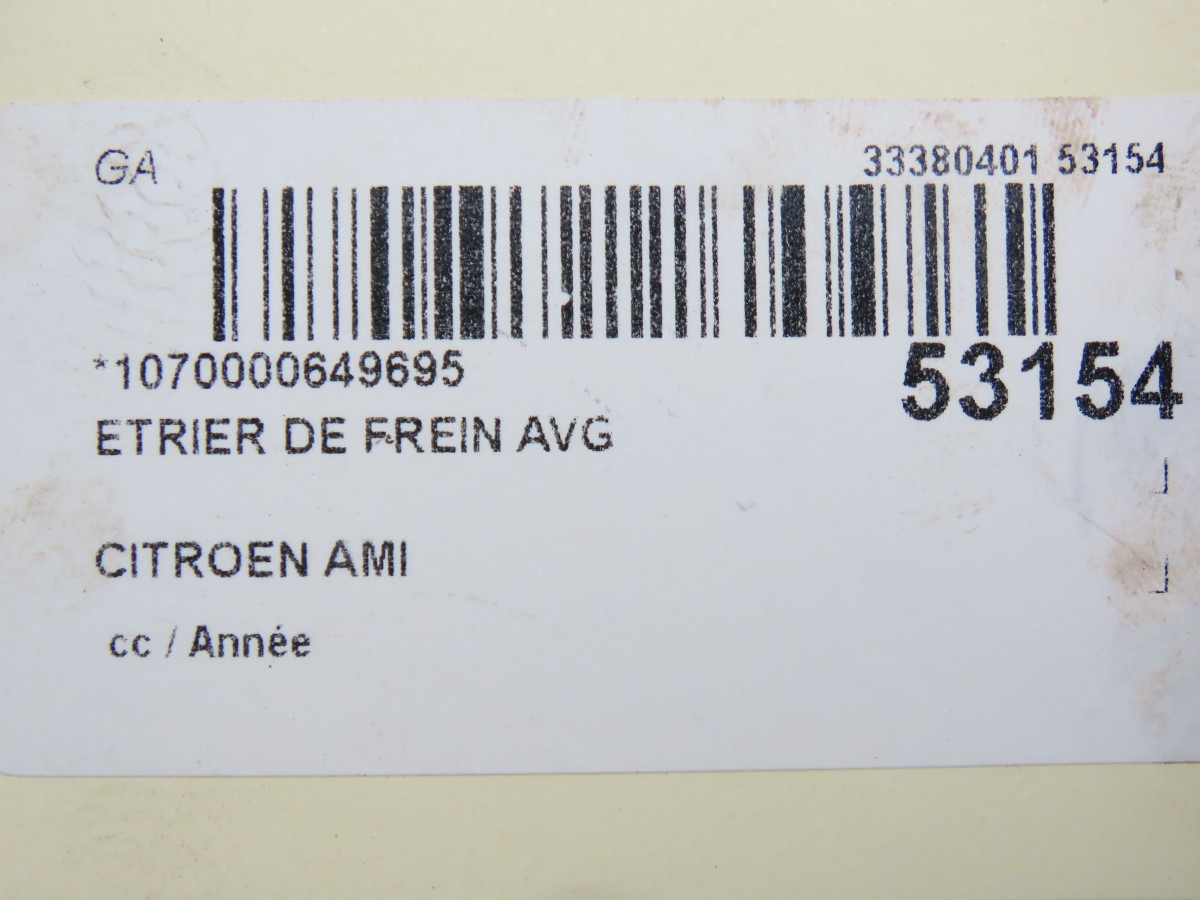 GA
33380401 53154
*1070000649695
53154
ETRIER DE FREIN AVG
CITROEN AMI
cc / Année